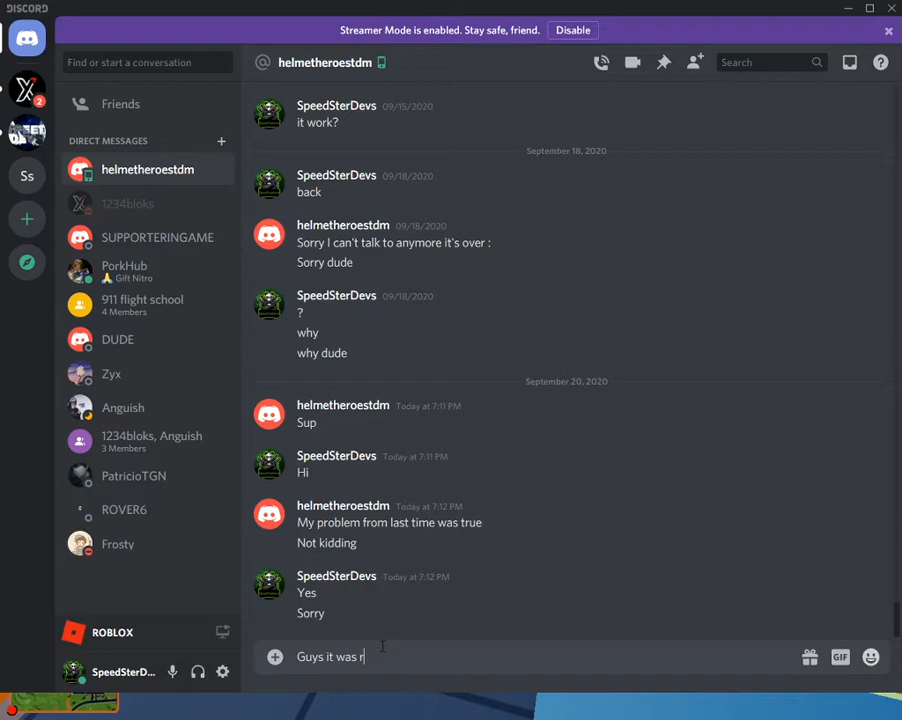 DISCORD
Streamer Mode is enabled. Stay safe, friend. Disable
Find or start a conversation
@ helmetheroestdm
Search
Friends
DIRECT MESSAGES +
helmetheroestdm
1234bloks
SUPPORTERINGAME
PorkHub
🙏 Gift Nitro
911 flight school
4 Members
DUDE
Zyx
Anguish
1234bloks, Anguish
3 Members
PatricioTGN
ROVER6
Frosty
X
2
Ss
ROBLOX
SpeedSterD...
SpeedSterDevs 09/15/2020
it work?
September 18, 2020
SpeedSterDevs 09/18/2020
back
helmetheroestdm 09/18/2020
Sorry I can't talk to anymore it's over :
Sorry dude
SpeedSterDevs 09/18/2020
?
why
why dude
September 20, 2020
helmetheroestdm Today at 7:11 PM
Sup
SpeedSterDevs Today at 7:11 PM
Hi
helmetheroestdm Today at 7:12 PM
My problem from last time was true
Not kidding
SpeedSterDevs Today at 7:12 PM
Yes
Sorry
Guys it was r
GIF